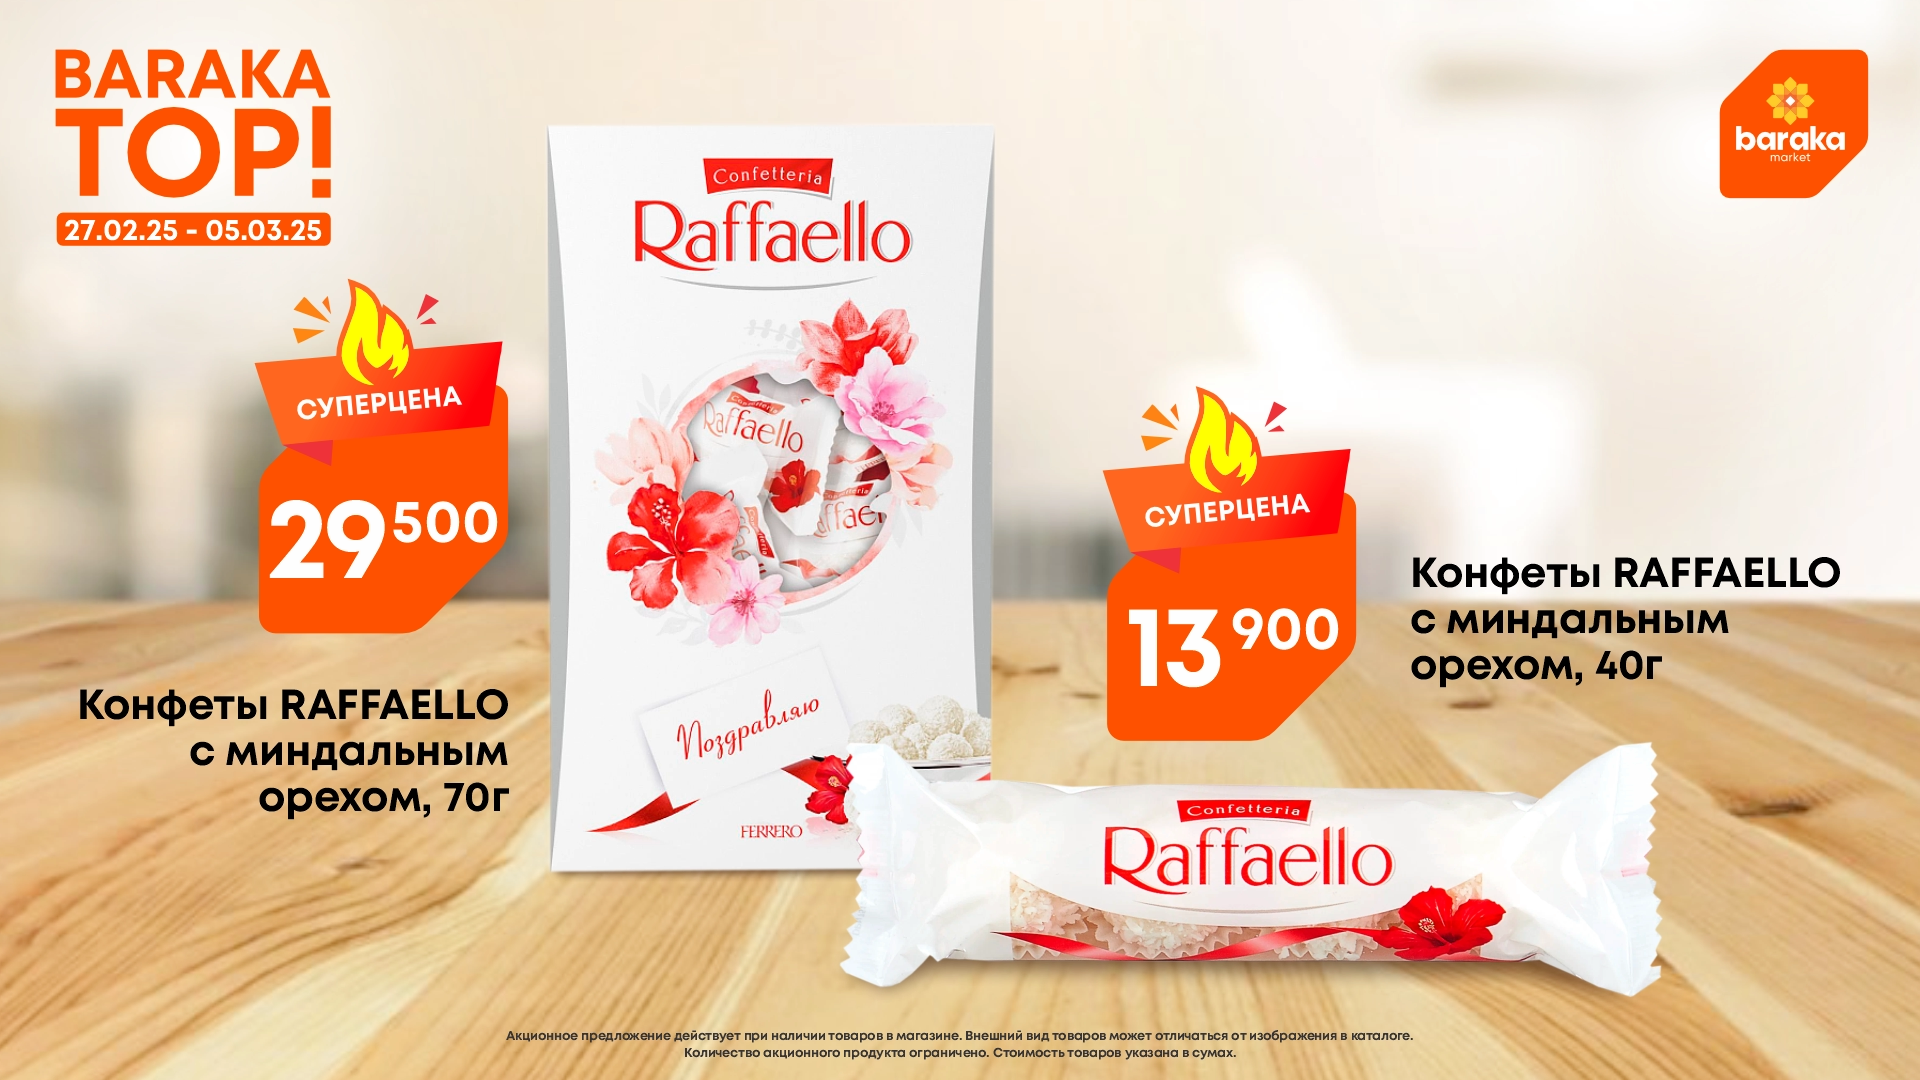 BARAKA
TOP!
27.02.25 - 05.03.25
baraka
market
СУПЕРЦЕНА
29 500
Конфеты RAFFAELLO
с миндальным
орехом, 70г
Confetteria
Raffaello
Raffaello
Поздравляю
FERRERO
СУПЕРЦЕНА
13 900
Конфеты RAFFAELLO
с миндальным
орехом, 40г
Confetteria
Raffaello
Акционное предложение действует при наличии товаров в магазине. Внешний вид товаров может отличаться от изображения в каталоге.
Количество акционного продукта ограничено. Стоимость товаров указана в сумах.